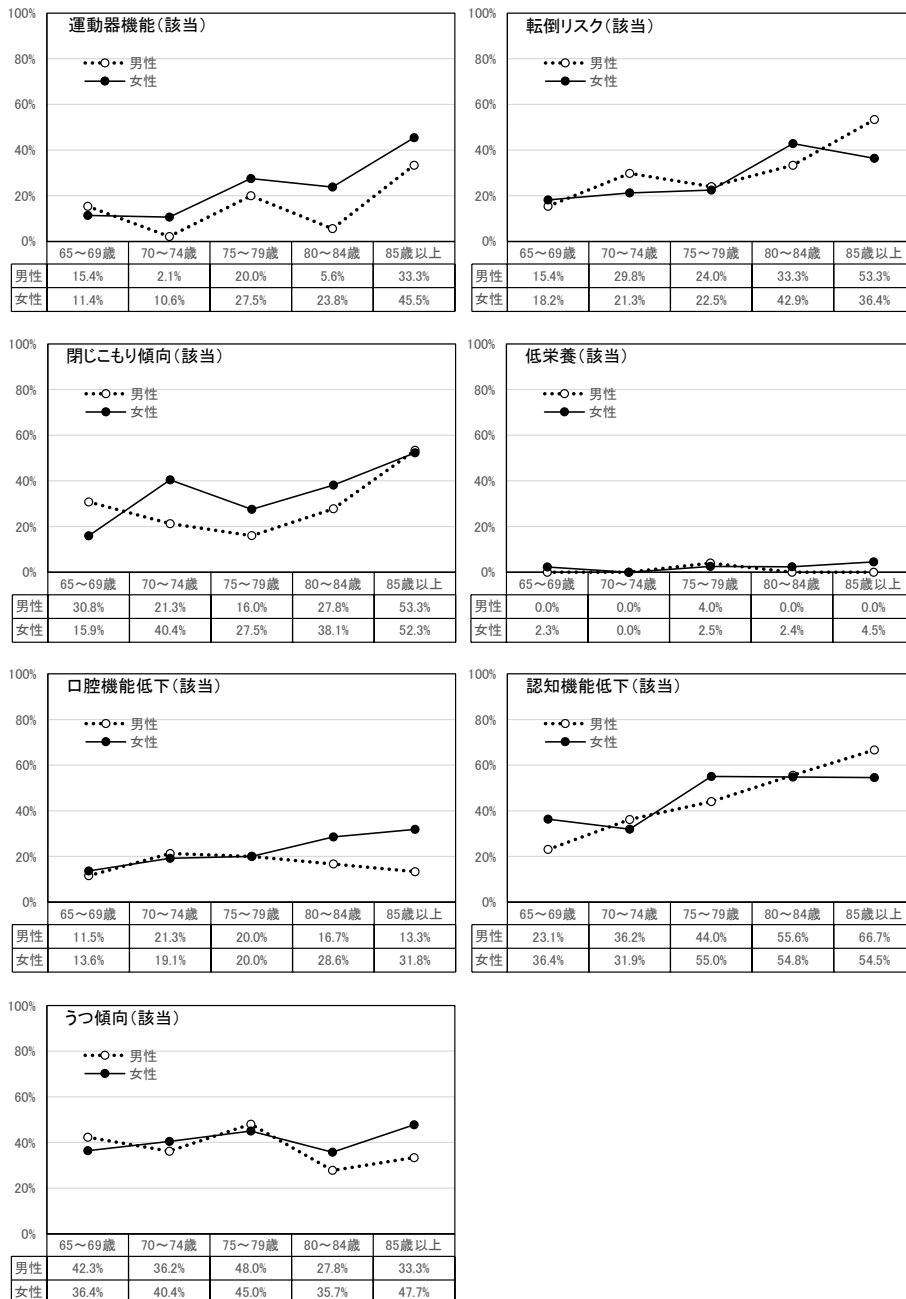 運動器機能(該当)
100%
80%
60%
40%
20%
0%
男性
女性
65～69歳 70～74歳 75～79歳 80～84歳 85歳以上
男性 15.4% 2.1% 20.0% 5.6% 33.3%
女性 11.4% 10.6% 27.5% 23.8% 45.5%
転倒リスク(該当)
100%
80%
60%
40%
20%
0%
男性
女性
65～69歳 70～74歳 75～79歳 80～84歳 85歳以上
男性 15.4% 29.8% 24.0% 33.3% 53.3%
女性 18.2% 21.3% 22.5% 42.9% 36.4%
閉じこもり傾向(該当)
100%
80%
60%
40%
20%
0%
男性
女性
65～69歳 70～74歳 75～79歳 80～84歳 85歳以上
男性 30.8% 21.3% 16.0% 27.8% 53.3%
女性 15.9% 40.4% 27.5% 38.1% 52.3%
低栄養(該当)
100%
80%
60%
40%
20%
0%
男性
女性
65～69歳 70～74歳 75～79歳 80～84歳 85歳以上
男性 0.0% 0.0% 4.0% 0.0% 0.0%
女性 2.3% 0.0% 2.5% 2.4% 4.5%
口腔機能低下(該当)
100%
80%
60%
40%
20%
0%
男性
女性
65～69歳 70～74歳 75～79歳 80～84歳 85歳以上
男性 11.5% 21.3% 20.0% 16.7% 13.3%
女性 13.6% 19.1% 20.0% 28.6% 31.8%
認知機能低下(該当)
100%
80%
60%
40%
20%
0%
男性
女性
65～69歳 70～74歳 75～79歳 80～84歳 85歳以上
男性 23.1% 36.2% 44.0% 55.6% 66.7%
女性 36.4% 31.9% 55.0% 54.8% 54.5%
うつ傾向(該当)
100%
80%
60%
40%
20%
0%
男性
女性
65～69歳 70～74歳 75～79歳 80～84歳 85歳以上
男性 42.3% 36.2% 48.0% 27.8% 33.3%
女性 36.4% 40.4% 45.0% 35.7% 47.7%